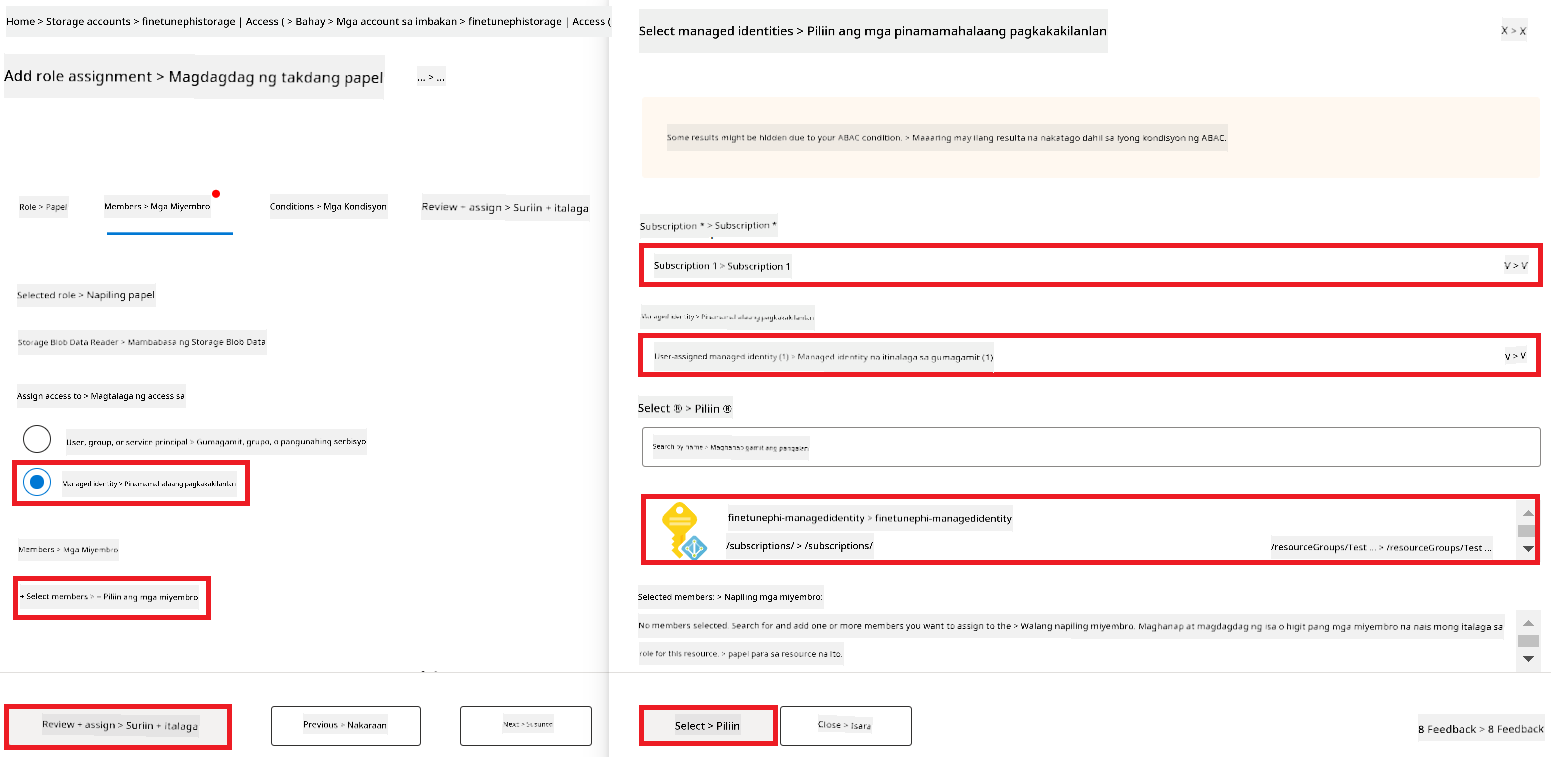 Home > Storage accounts > finetunephistorage | Access ( > Bahay > Mga account sa imbakan > finetunephistorage | Access (
Add role assignment > Magdagdag ng takdang papel
... > ...
Role > Papel
Members > Mga Miyembro
Conditions > Mga Kondisyon
Review + assign > Suriin + italaga
Selected role > Napiling papel
Storage Blob Data Reader > Mambabasa ng Storage Blob Data
Assign access to > Magtalaga ng access sa
User, group, or service principal > Gumagamit, grupo, o pangunahing serbisyo
Managed identity > Pinamamahalaang pagkakakilanlan
Members > Mga Miyembro
+ Select members > + Piliin ang mga miyembro
Review + assign > Suriin + italaga
Previous > Nakaraan
Next > Susunod
Select managed identities > Piliin ang mga pinamamahalaang pagkakakilanlan
X > X
Some results might be hidden due to your ABAC condition. > Maaaring may ilang resulta na nakatago dahil sa iyong kondisyon ng ABAC.
Subscription * > Subscription *
Subscription 1 > Subscription 1
V > V
Managed identity > Pinamamahalaang pagkakakilanlan
User-assigned managed identity (1) > Managed identity na itinalaga sa gumagamit (1)
V > V
Select ® > Piliin ®
Search by name > Maghanap gamit ang pangalan
finetunephi-managedidentity > finetunephi-managedidentity
/subscriptions/ > /subscriptions/
/resourceGroups/Test ... > /resourceGroups/Test ...
Selected members: > Napiling mga miyembro:
No members selected. Search for and add one or more members you want to assign to the > Walang napiling miyembro. Maghanap at magdagdag ng isa o higit pang mga miyembro na nais mong italaga sa
role for this resource. > papel para sa resource na ito.
Select > Piliin
Close > Isara
8 Feedback > 8 Feedback